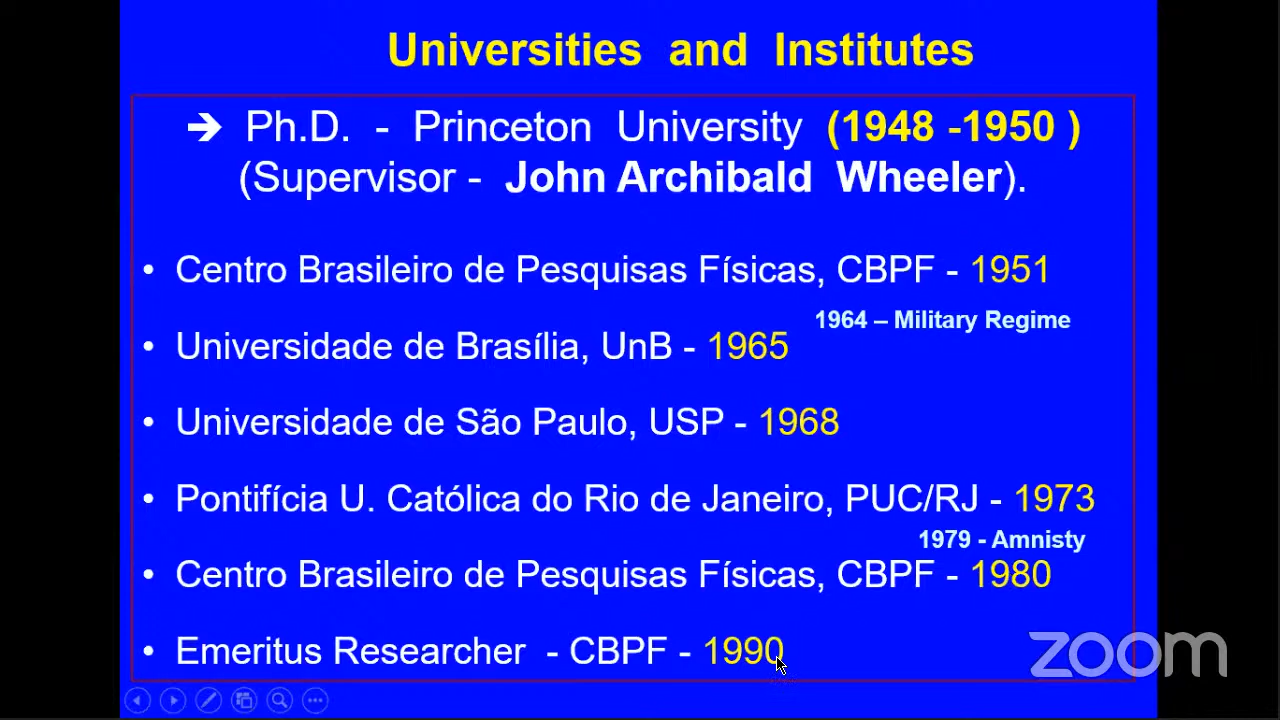 Universities and Institutes
➔ Ph.D. - Princeton University (1948 -1950 )
(Supervisor - John Archibald Wheeler).
• Centro Brasileiro de Pesquisas Físicas, CBPF - 1951
1964 – Military Regime
• Universidade de Brasília, UnB - 1965
• Universidade de São Paulo, USP - 1968
• Pontifícia U. Católica do Rio de Janeiro, PUC/RJ - 1973
1979 - Amnisty
• Centro Brasileiro de Pesquisas Físicas, CBPF - 1980
• Emeritus Researcher - CBPF - 1990
zoom